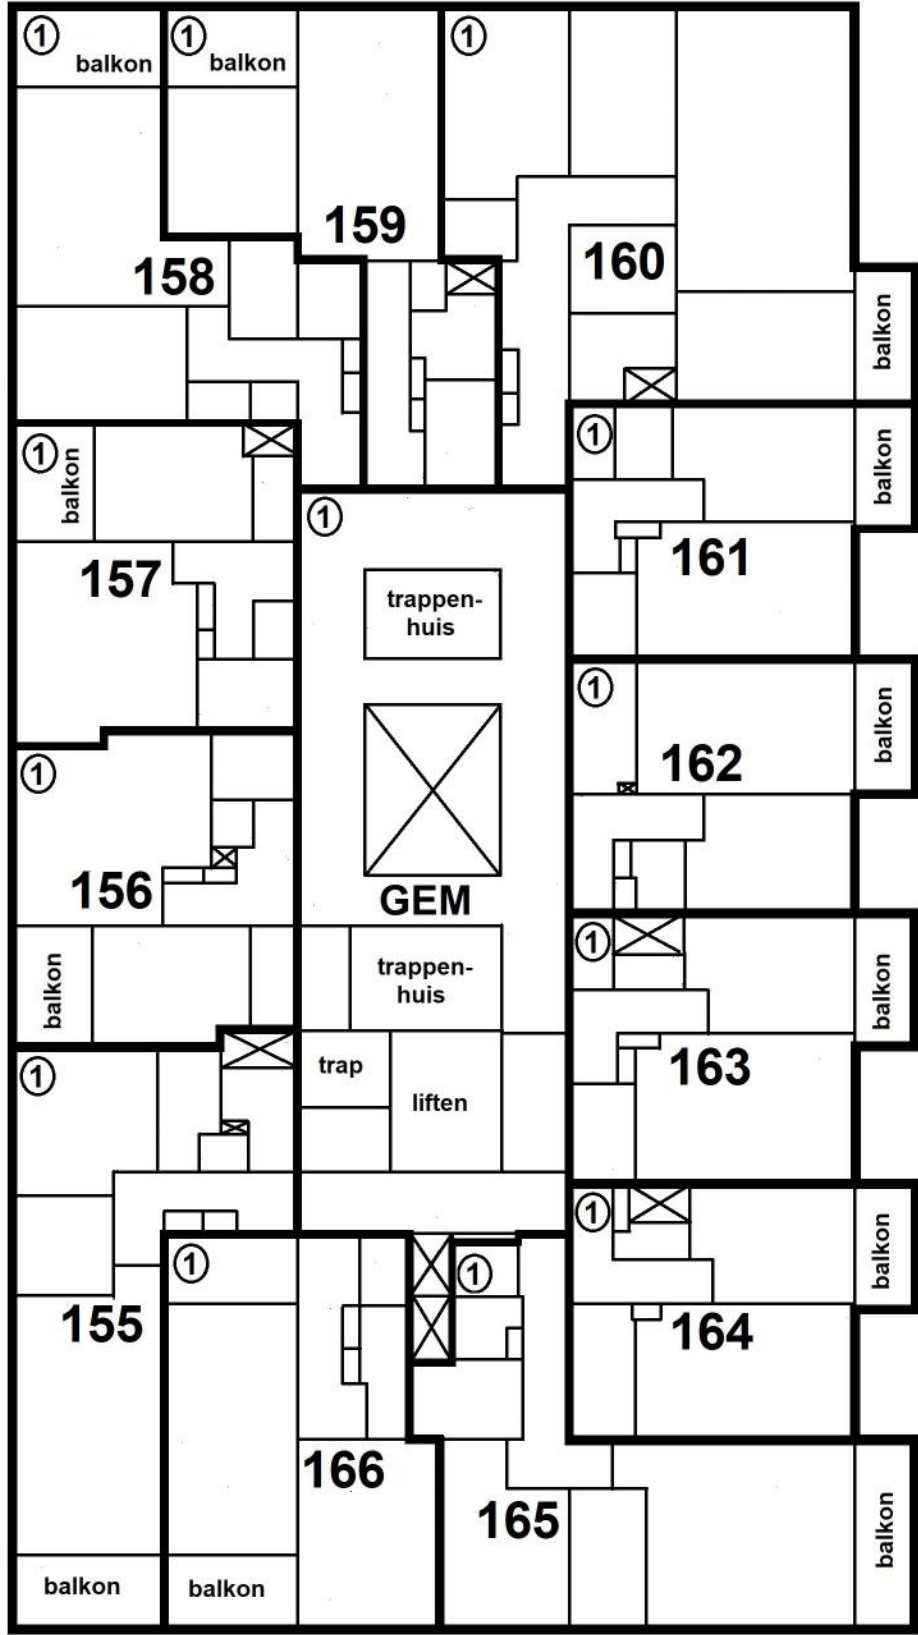 1
balkon
1
balkon
1
159
160
158
balkon
1
balkon
1
balkon
157
1
trappen-
huis
161
1
balkon
162
1
156
GEM
balkon
trappen-
huis
1
balkon
163
1
trap
liften
155
1
1
1
balkon
164
166
165
balkon
balkon
balkon